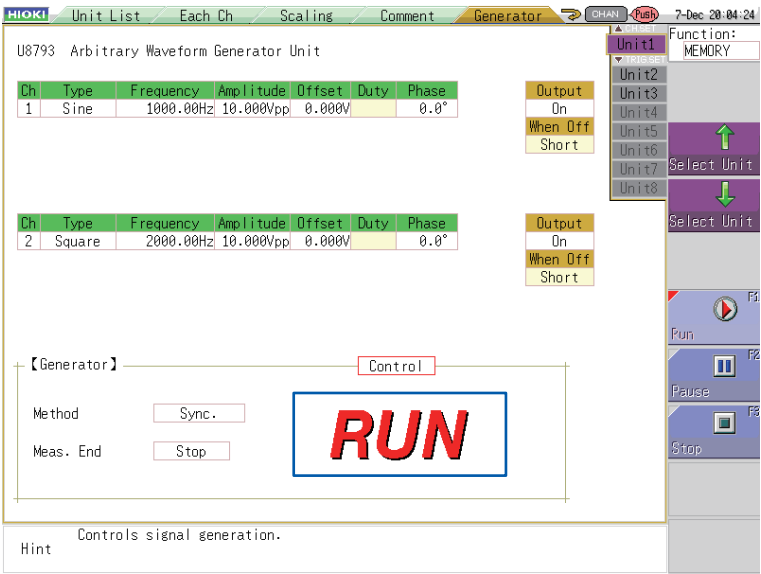 HIOKI Unit List Each Ch Scaling Comment Generator CHAN Push 7-Dec 20:04:24
CH.SET
Unit1
TRIG.SET
Unit2
Unit3
Unit4
Unit5
Unit6
Unit7
Unit8
Function:
MEMORY
Select Unit
Select Unit
F1
Run
F2
Pause
F3
Stop
U8793 Arbitrary Waveform Generator Unit
Ch Type Frequency Amplitude Offset Duty Phase
1 Sine 1000.00Hz 10.000Vpp 0.000V 0.0°
Output
On
When Off
Short
Ch Type Frequency Amplitude Offset Duty Phase
2 Square 2000.00Hz 10.000Vpp 0.000V 0.0°
Output
On
When Off
Short
【Generator】 Control
Method Sync.
Meas. End Stop
RUN
Controls signal generation.
Hint